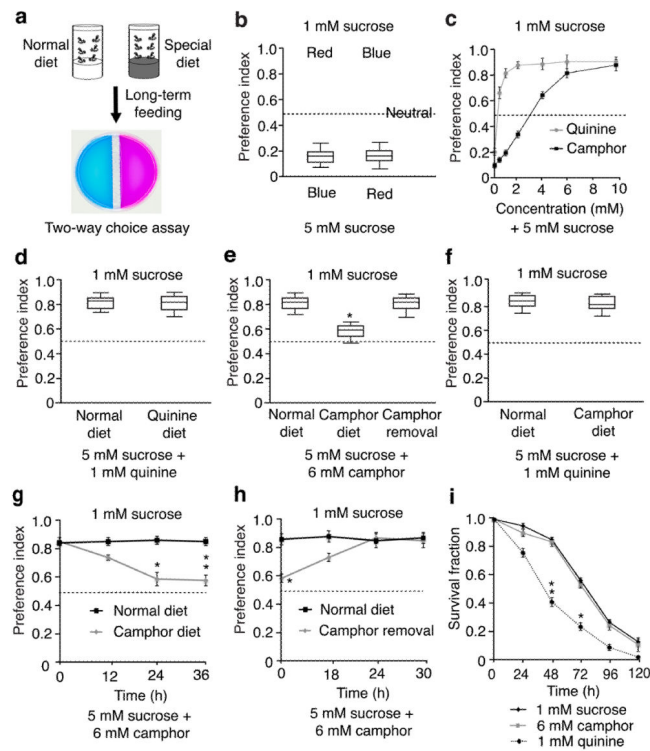 a
Normal diet
Special diet
Long-term feeding
Two-way choice assay
b
1 mM sucrose
Preference index
1.0
0.8
0.6
0.4
0.2
0
Red Blue
Neutral
Blue Red
5 mM sucrose
c
1 mM sucrose
Preference index
1.0
0.8
0.6
0.4
0.2
0
Quinine
Camphor
0 2 4 6 8 10
Concentration (mM)
+ 5 mM sucrose
d
1 mM sucrose
Preference index
1.0
0.8
0.6
0.4
0.2
0
Normal diet
Quinine diet
5 mM sucrose +
1 mM quinine
e
1 mM sucrose
Preference index
1.0
0.8
0.6
0.4
0.2
0
*
Normal diet
Camphor diet
Camphor removal
5 mM sucrose +
6 mM camphor
f
1 mM sucrose
Preference index
1.0
0.8
0.6
0.4
0.2
0
Normal diet
Camphor diet
5 mM sucrose +
1 mM quinine
g
1 mM sucrose
Preference index
1.0
0.8
0.6
0.4
0.2
0
*
*
*
Normal diet
Camphor diet
0 12 24 36
Time (h)
5 mM sucrose +
6 mM camphor
h
1 mM sucrose
Preference index
1.0
0.8
0.6
0.4
0.2
0
*
Normal diet
Camphor removal
0 18 24 30
Time (h)
5 mM sucrose +
6 mM camphor
i
Survival fraction
1.0
0.8
0.6
0.4
0.2
0
*
*
*
0 24 48 72 96 120
Time (h)
1 mM sucrose
6 mM camphor
1 mM quinine